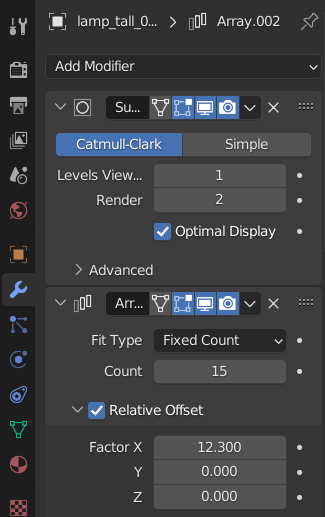 lamp_tall_0... > Array.002
Add Modifier
Su...
Catmull-Clark Simple
Levels View... 1
Render 2
Optimal Display
Advanced
Arr...
Fit Type Fixed Count
Count 15
Relative Offset
Factor X 12.300
Y 0.000
Z 0.000